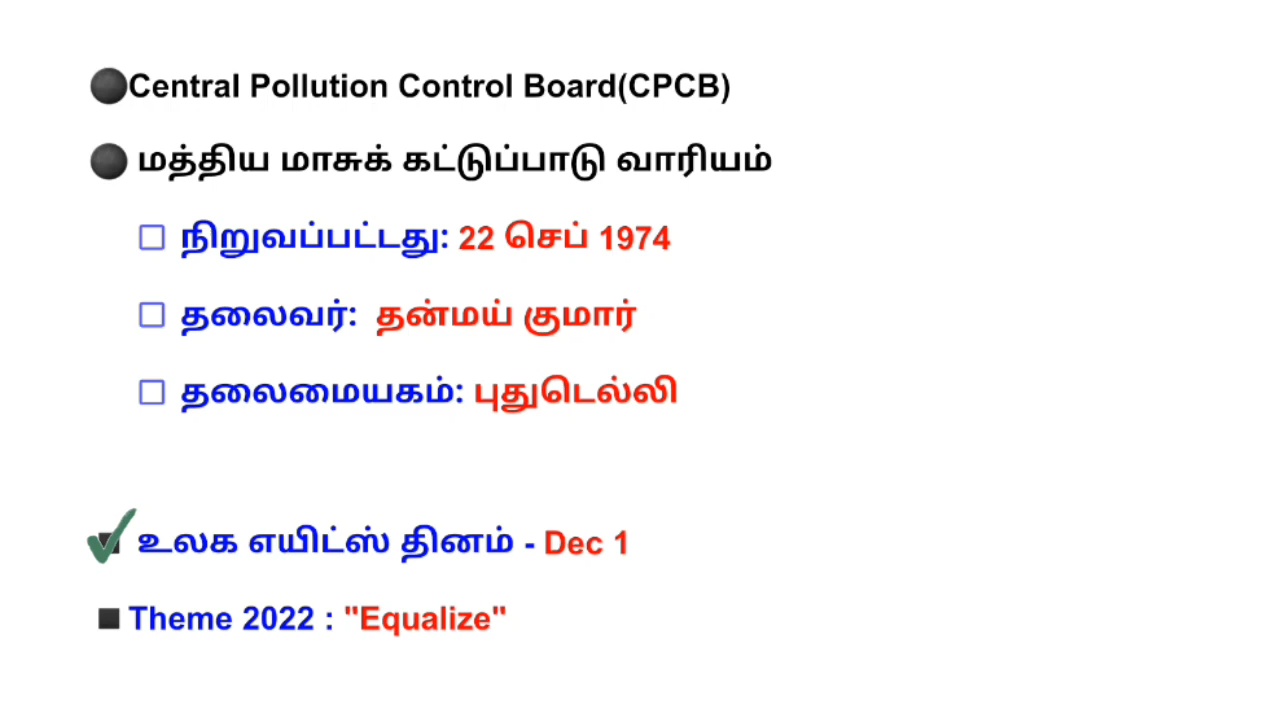 Central Pollution Control Board(CPCB)
மத்திய மாசுக் கட்டுப்பாடு வாரியம்
நிறுவப்பட்டது: 22 செப் 1974
தலைவர்: தன்மய் குமார்
தலைமையகம்: புதுடெல்லி
உலக எயிட்ஸ் தினம் - Dec 1
Theme 2022 : "Equalize"